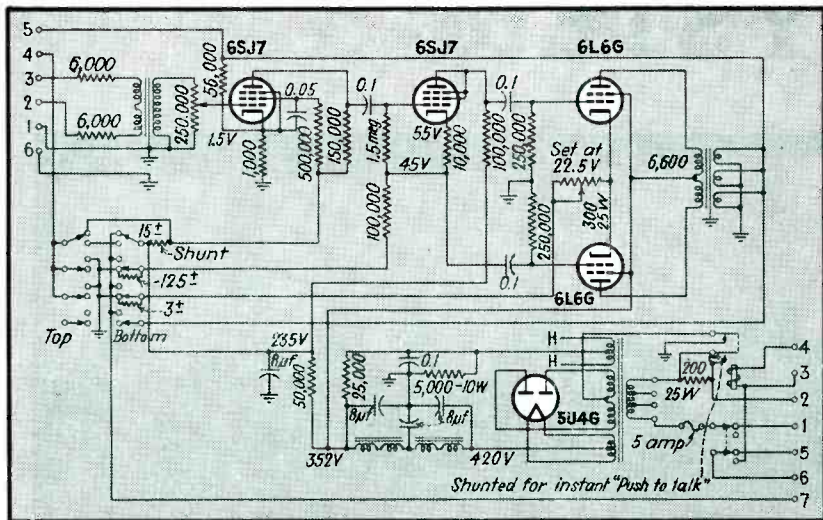 5
4
3
2
1
6
6,000
6,000
250,000
56,000
6SJ7
0.05
1.5V
1,000
500,000
150,000
0.1
1.5 meg.
100,000
6SJ7
55V
45V
10,000
100,000
0.1
250,000
250,000
0.1
6L6G
Set at
22.5V
300
25W
6L6G
6,600
15±
Shunt
-125±
-3±
Top
Bottom
235V
8µf
50,000
25,000
0.1
5,000-10W
8µf
8µf
352V
420V
5U4G
H
H
200
25W
5 amp
Shunted for instant "Push to talk"
4
3
2
1
5
6
7